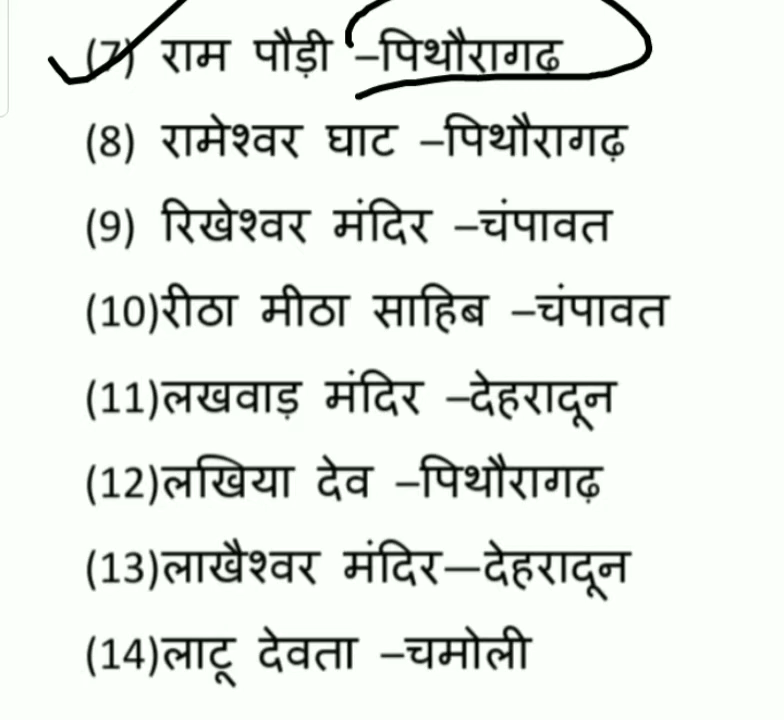 (7) राम पौड़ी –पिथौरागढ़
(8) रामेश्वर घाट –पिथौरागढ़
(9) रिखेश्वर मंदिर –चंपावत
(10)रीठा मीठा साहिब –चंपावत
(11)लखवाड़ मंदिर –देहरादून
(12)लखिया देव –पिथौरागढ़
(13)लाखैश्वर मंदिर—देहरादून
(14)लाटू देवता –चमोली